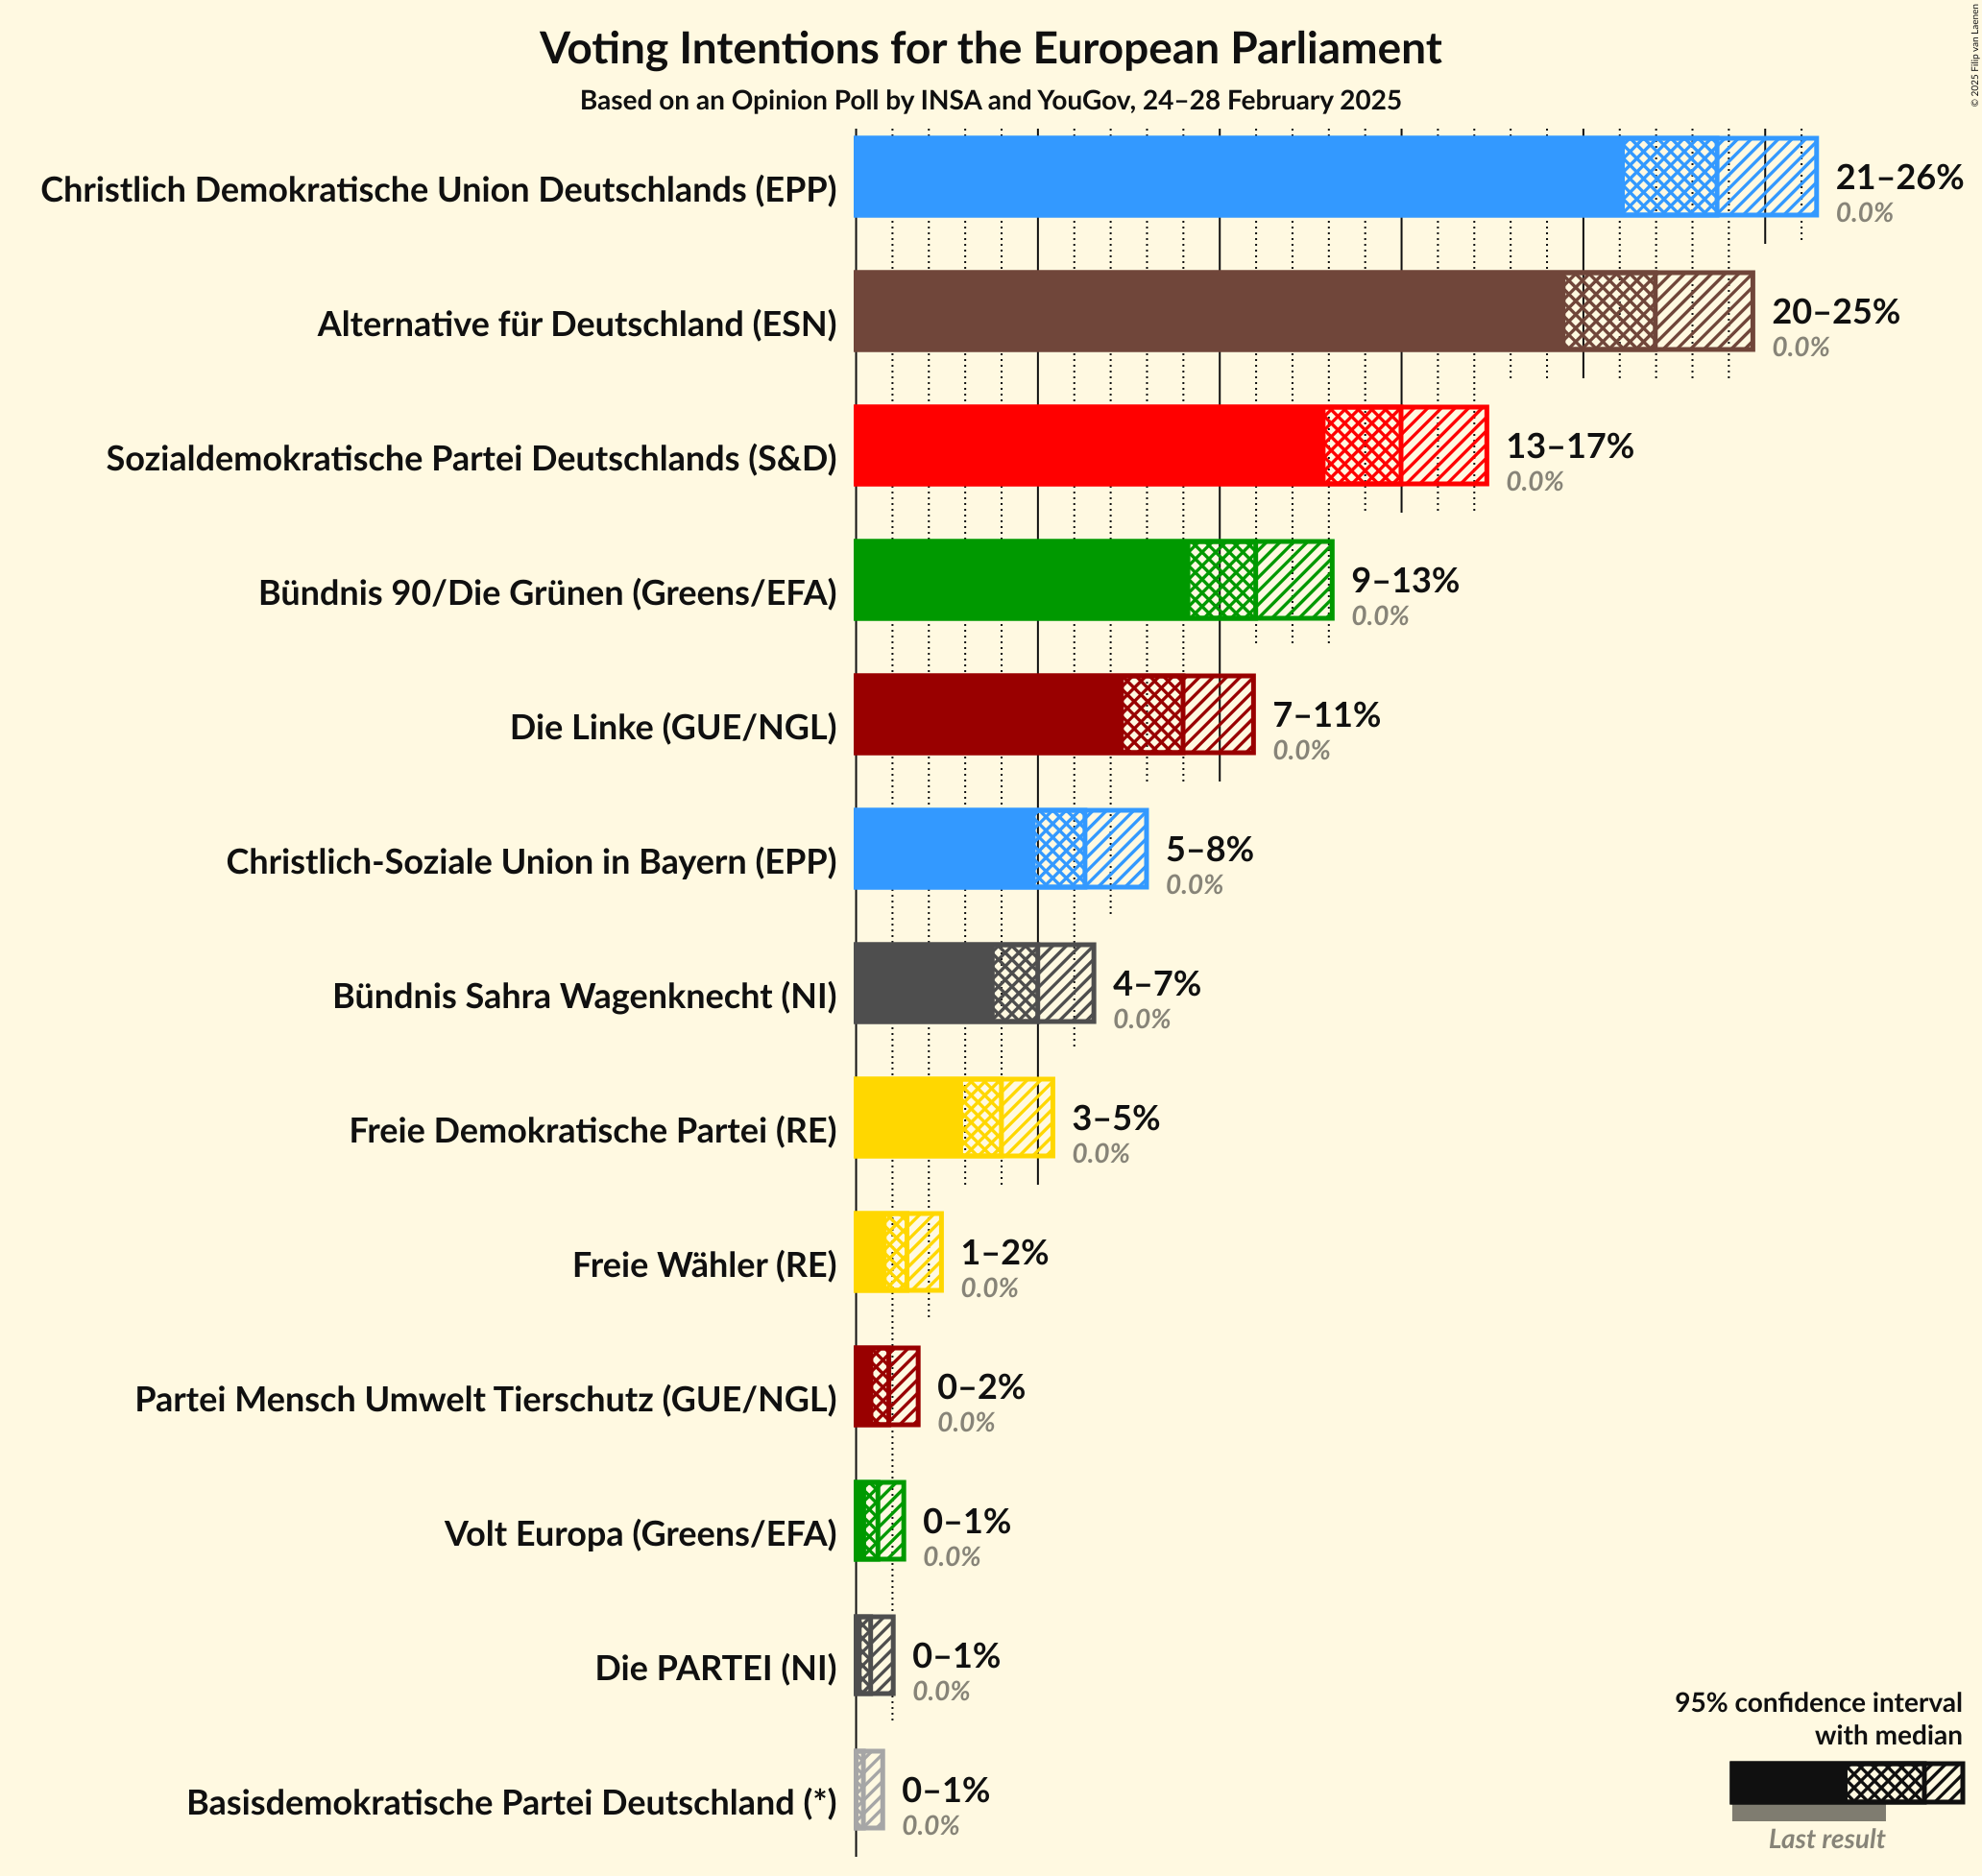 Voting Intentions for the European Parliament
Based on an Opinion Poll by INSA and YouGov, 24–28 February 2025
© 2025 Filip van Laenen
Christlich Demokratische Union Deutschlands (EPP)
21–26%
0.0%
Alternative für Deutschland (ESN)
20–25%
0.0%
Sozialdemokratische Partei Deutschlands (S&D)
13–17%
0.0%
Bündnis 90/Die Grünen (Greens/EFA)
9–13%
0.0%
Die Linke (GUE/NGL)
7–11%
0.0%
Christlich-Soziale Union in Bayern (EPP)
5–8%
0.0%
Bündnis Sahra Wagenknecht (NI)
4–7%
0.0%
Freie Demokratische Partei (RE)
3–5%
0.0%
Freie Wähler (RE)
1–2%
0.0%
Partei Mensch Umwelt Tierschutz (GUE/NGL)
0–2%
0.0%
Volt Europa (Greens/EFA)
0–1%
0.0%
Die PARTEI (NI)
0–1%
0.0%
Basisdemokratische Partei Deutschland (*)
0–1%
0.0%
95% confidence interval
with median
Last result